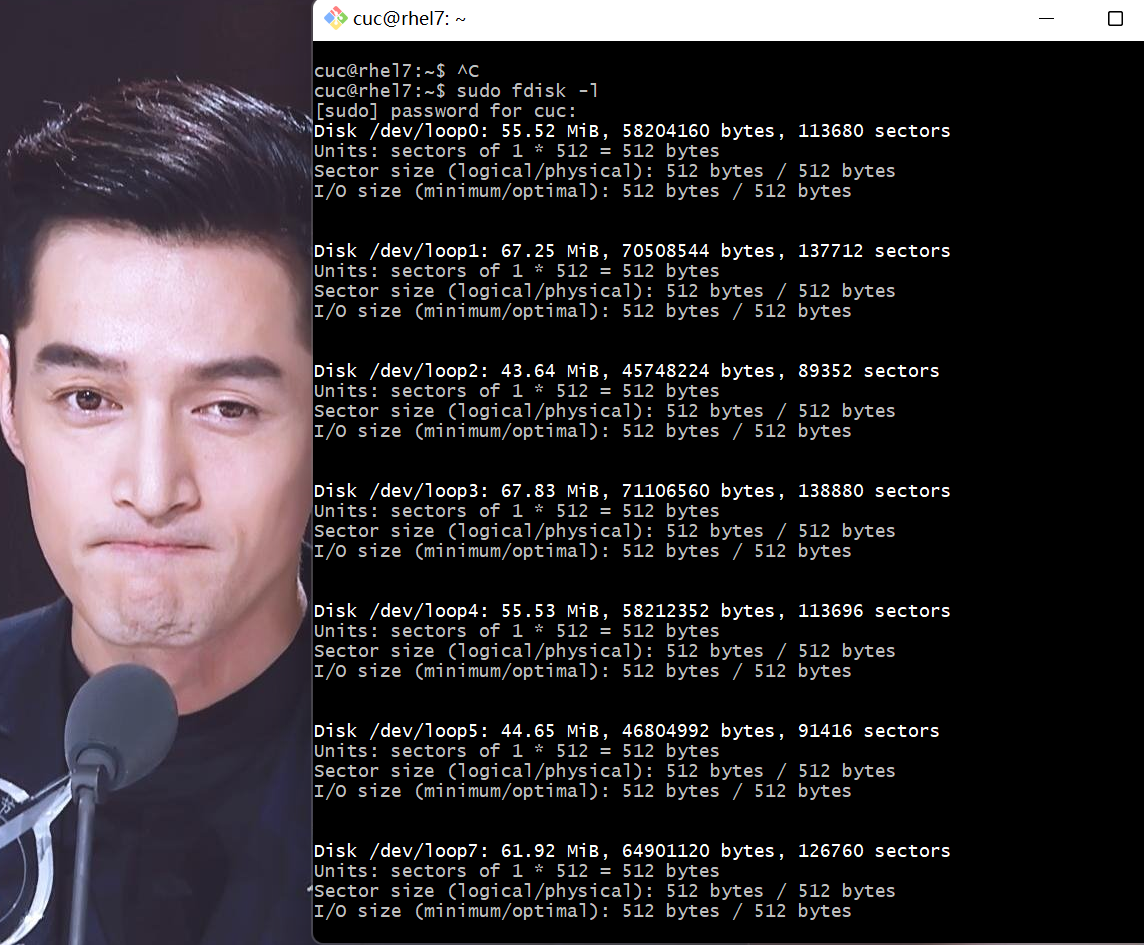 cuc@rhel7: ~
cuc@rhel7:~$ ^C
cuc@rhel7:~$ sudo fdisk -l
[sudo] password for cuc:
Disk /dev/loop0: 55.52 MiB, 58204160 bytes, 113680 sectors
Units: sectors of 1 * 512 = 512 bytes
Sector size (logical/physical): 512 bytes / 512 bytes
I/O size (minimum/optimal): 512 bytes / 512 bytes
Disk /dev/loop1: 67.25 MiB, 70508544 bytes, 137712 sectors
Units: sectors of 1 * 512 = 512 bytes
Sector size (logical/physical): 512 bytes / 512 bytes
I/O size (minimum/optimal): 512 bytes / 512 bytes
Disk /dev/loop2: 43.64 MiB, 45748224 bytes, 89352 sectors
Units: sectors of 1 * 512 = 512 bytes
Sector size (logical/physical): 512 bytes / 512 bytes
I/O size (minimum/optimal): 512 bytes / 512 bytes
Disk /dev/loop3: 67.83 MiB, 71106560 bytes, 138880 sectors
Units: sectors of 1 * 512 = 512 bytes
Sector size (logical/physical): 512 bytes / 512 bytes
I/O size (minimum/optimal): 512 bytes / 512 bytes
Disk /dev/loop4: 55.53 MiB, 58212352 bytes, 113696 sectors
Units: sectors of 1 * 512 = 512 bytes
Sector size (logical/physical): 512 bytes / 512 bytes
I/O size (minimum/optimal): 512 bytes / 512 bytes
Disk /dev/loop5: 44.65 MiB, 46804992 bytes, 91416 sectors
Units: sectors of 1 * 512 = 512 bytes
Sector size (logical/physical): 512 bytes / 512 bytes
I/O size (minimum/optimal): 512 bytes / 512 bytes
Disk /dev/loop7: 61.92 MiB, 64901120 bytes, 126760 sectors
Units: sectors of 1 * 512 = 512 bytes
Sector size (logical/physical): 512 bytes / 512 bytes
I/O size (minimum/optimal): 512 bytes / 512 bytes